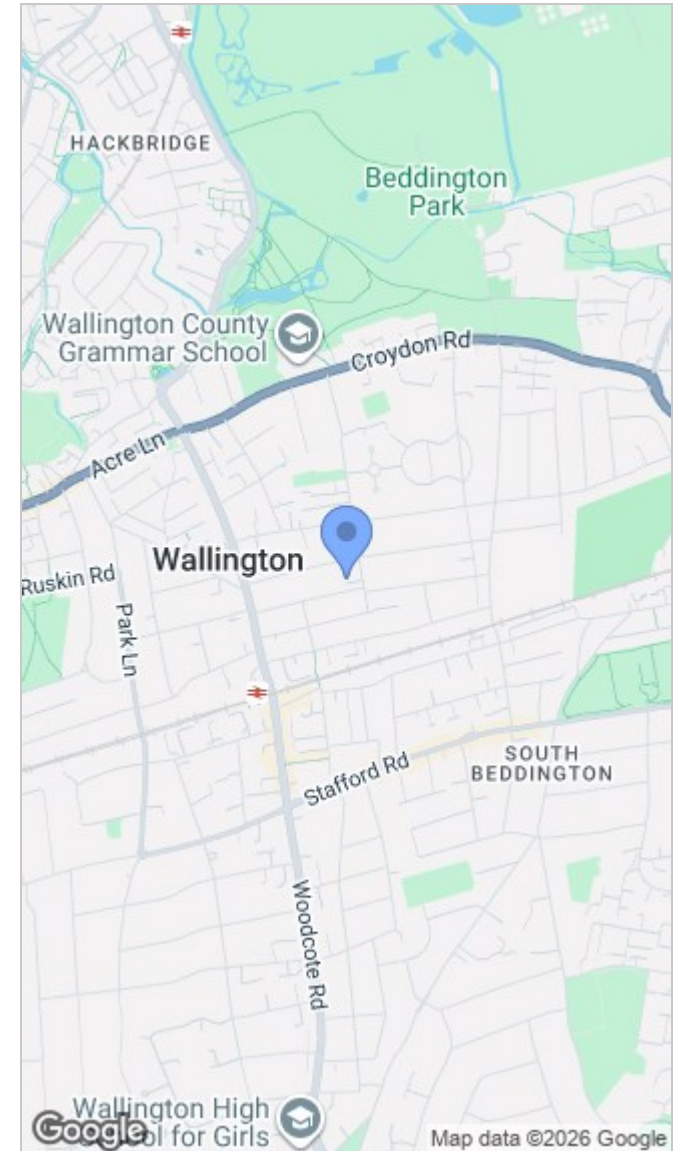 HACKBRIDGE
Beddington
Park
Wallington County
Grammar School
Croydon Rd
Acre Ln
Wallington
Ruskin Rd
Park Ln
SOUTH
BEDDINGTON
Stafford Rd
Woodcote Rd
Wallington High
School for Girls
Google
Map data ©2026 Google